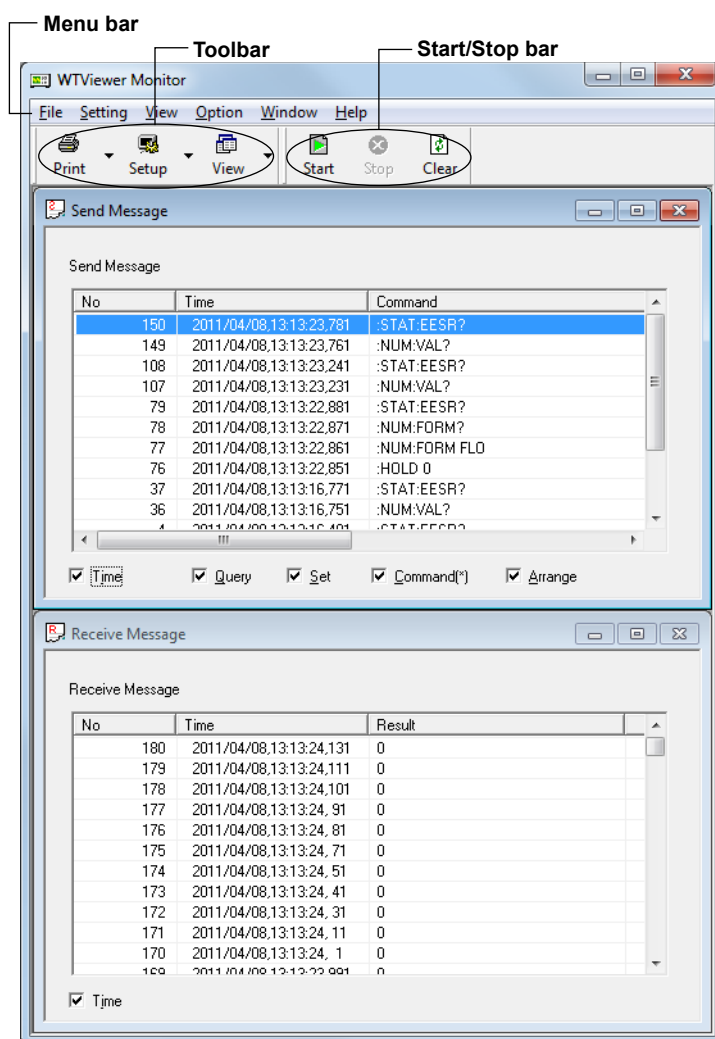 Menu bar
Toolbar
Start/Stop bar
WTViewer Monitor
File Setting View Option Window Help
Print Setup View Start Stop Clear
Send Message
Send Message
No Time Command
150 2011/04/08,13:13:23,781 :STAT:EESR?
149 2011/04/08,13:13:23,761 :NUM:VAL?
108 2011/04/08,13:13:23,241 :STAT:EESR?
107 2011/04/08,13:13:23,231 :NUM:VAL?
79 2011/04/08,13:13:22,881 :STAT:EESR?
78 2011/04/08,13:13:22,871 :NUM:FORM?
77 2011/04/08,13:13:22,861 :NUM:FORM FLO
76 2011/04/08,13:13:22,851 :HOLD 0
37 2011/04/08,13:13:16,771 :STAT:EESR?
36 2011/04/08,13:13:16,751 :NUM:VAL?
Time Query Set Command(*) Arrange
Receive Message
Receive Message
No Time Result
180 2011/04/08,13:13:24,131 0
179 2011/04/08,13:13:24,111 0
178 2011/04/08,13:13:24,101 0
177 2011/04/08,13:13:24, 91 0
176 2011/04/08,13:13:24, 81 0
175 2011/04/08,13:13:24, 71 0
174 2011/04/08,13:13:24, 51 0
173 2011/04/08,13:13:24, 41 0
172 2011/04/08,13:13:24, 31 0
171 2011/04/08,13:13:24, 11 0
170 2011/04/08,13:13:24, 1 0
169 2011/04/08,13:13:23,991 0
Time